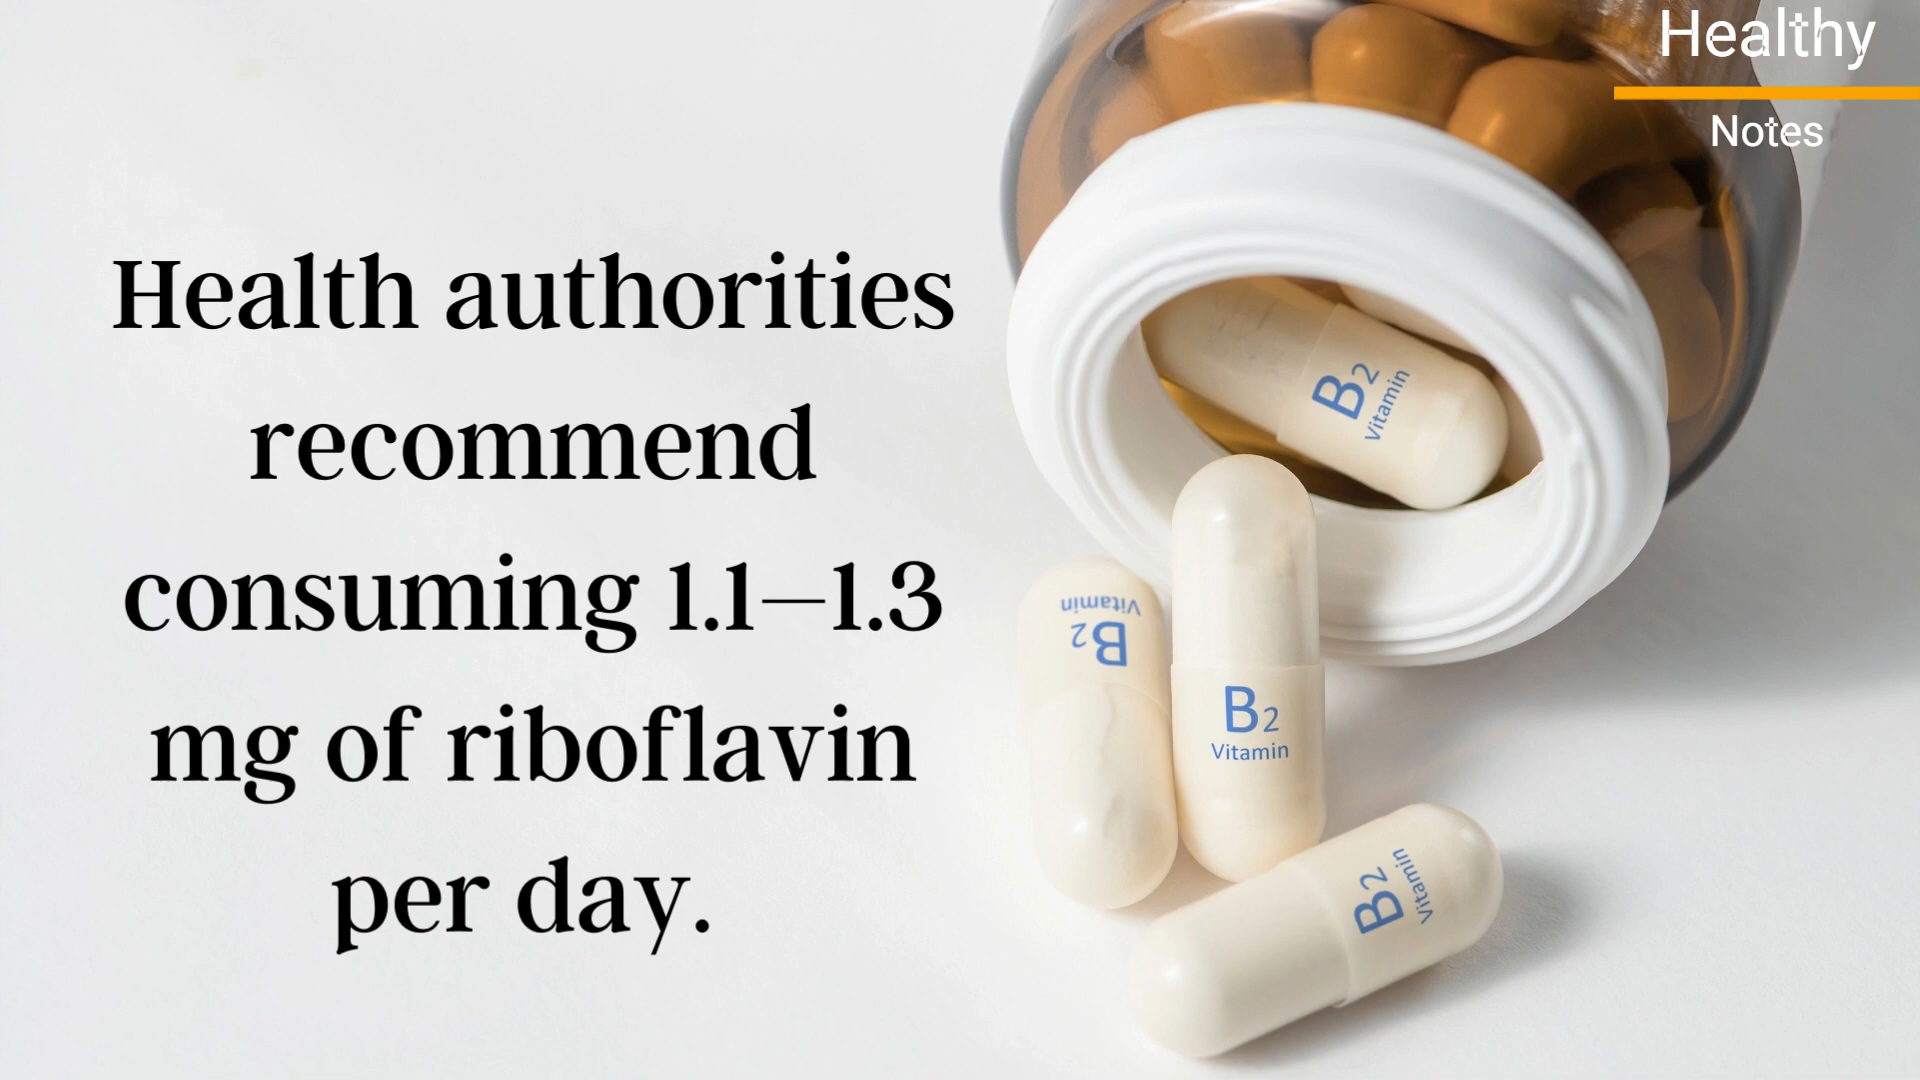 Healthy
Notes
Health authorities
recommend
consuming 1.1–1.3
mg of riboflavin
per day.
B2
Vitamin
B2
Vitamin
B2
Vitamin
B2
Vitamin